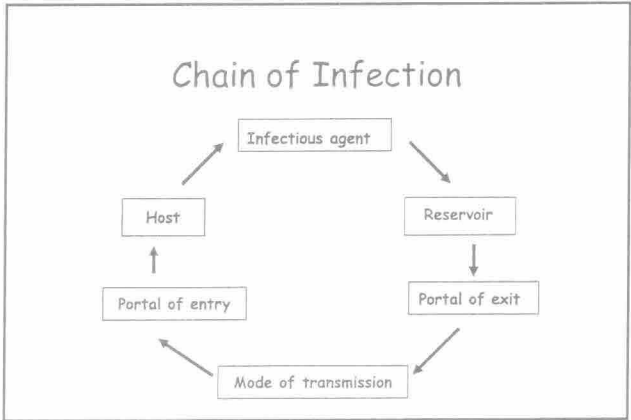 Chain of Infection
Infectious agent
Reservoir
Portal of exit
Mode of transmission
Portal of entry
Host